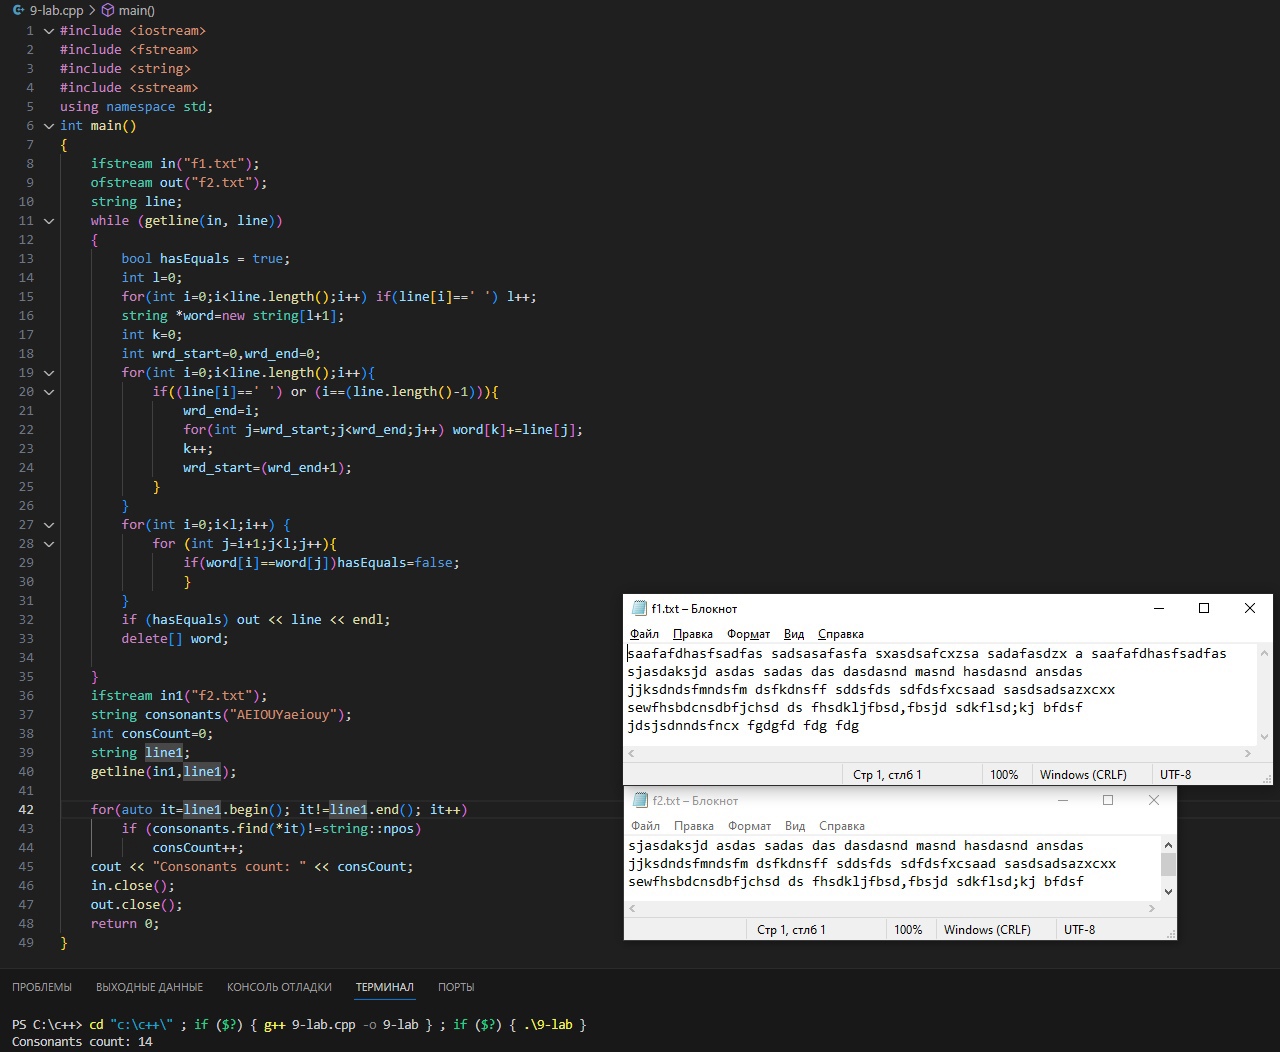 9-lab.cpp > main()
1 #include <iostream>
2 #include <fstream>
3 #include <string>
4 #include <sstream>
5 using namespace std;
6 int main()
7 {
8 ifstream in("f1.txt");
9 ofstream out("f2.txt");
10 string line;
11 while (getline(in, line))
12 {
13 bool hasEquals = true;
14 int l=0;
15 for(int i=0;i<line.length();i++) if(line[i]==' ') l++;
16 string *word=new string[l+1];
17 int k=0;
18 int wrd_start=0,wrd_end=0;
19 for(int i=0;i<line.length();i++){
20 if((line[i]==' ') or (i==(line.length()-1))){
21 wrd_end=i;
22 for(int j=wrd_start;j<wrd_end;j++) word[k]+=line[j];
23 k++;
24 wrd_start=(wrd_end+1);
25 }
26 }
27 for(int i=0;i<l;i++) {
28 for (int j=i+1;j<l;j++){
29 if(word[i]==word[j])hasEquals=false;
30 }
31 }
32 if (hasEquals) out << line << endl;
33 delete[] word;
34
35 }
36 ifstream in1("f2.txt");
37 string consonants("AEIOUYaeiouy");
38 int consCount=0;
39 string line1;
40 getline(in1,line1);
41
42 for(auto it=line1.begin(); it!=line1.end(); it++)
43 if (consonants.find(*it)!=string::npos)
44 consCount++;
45 cout << "Consonants count: " << consCount;
46 in.close();
47 out.close();
48 return 0;
49 }
f1.txt – Блокнот
Файл Правка Формат Вид Справка
saafafdhasfsadfas sadsasafasfa sxasdsafcxzsa sadafasdzx a saafafdhasfsadfas
sjasdaksjd asdas sadas das dasdasnd masnd hasdasnd ansdas
jjksdndsfmndsfm dsfkdnsff sddsfds sdfdsfxcsaad sasdsadsazxcxx
sewfhsbdcnsdbfjchsd ds fhsdkljfbsd,fbsjd sdkflsd;kj bfdsf
jdsjsdnndsfncx fgdgfd fdg fdg
Стр 1, стлб 1 100% Windows (CRLF) UTF-8
f2.txt – Блокнот
Файл Правка Формат Вид Справка
sjasdaksjd asdas sadas das dasdasnd masnd hasdasnd ansdas
jjksdndsfmndsfm dsfkdnsff sddsfds sdfdsfxcsaad sasdsadsazxcxx
sewfhsbdcnsdbfjchsd ds fhsdkljfbsd,fbsjd sdkflsd;kj bfdsf
Стр 1, стлб 1 100% Windows (CRLF) UTF-8
ПРОБЛЕМЫ ВЫХОДНЫЕ ДАННЫЕ КОНСОЛЬ ОТЛАДКИ ТЕРМИНАЛ ПОРТЫ
PS C:\c++> cd "c:\c++\" ; if ($?) { g++ 9-lab.cpp -o 9-lab } ; if ($?) { .\9-lab }
Consonants count: 14